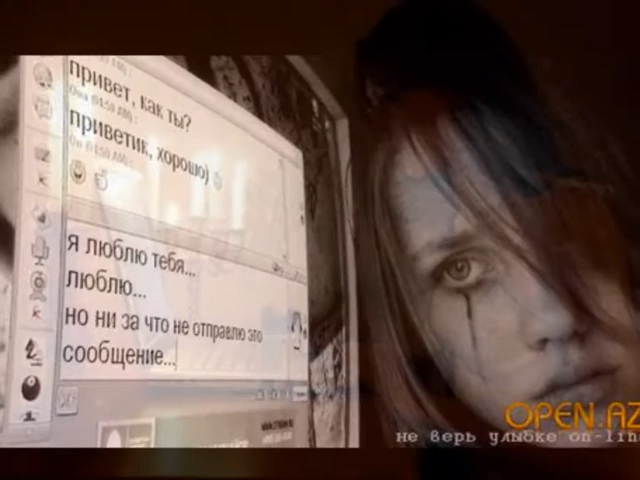 привет, как ты?
приветик, хорошо)
я люблю тебя...
люблю...
но ни за что не отправлю это
сообщение...
OPEN.AZ
не верь улыбке on-line